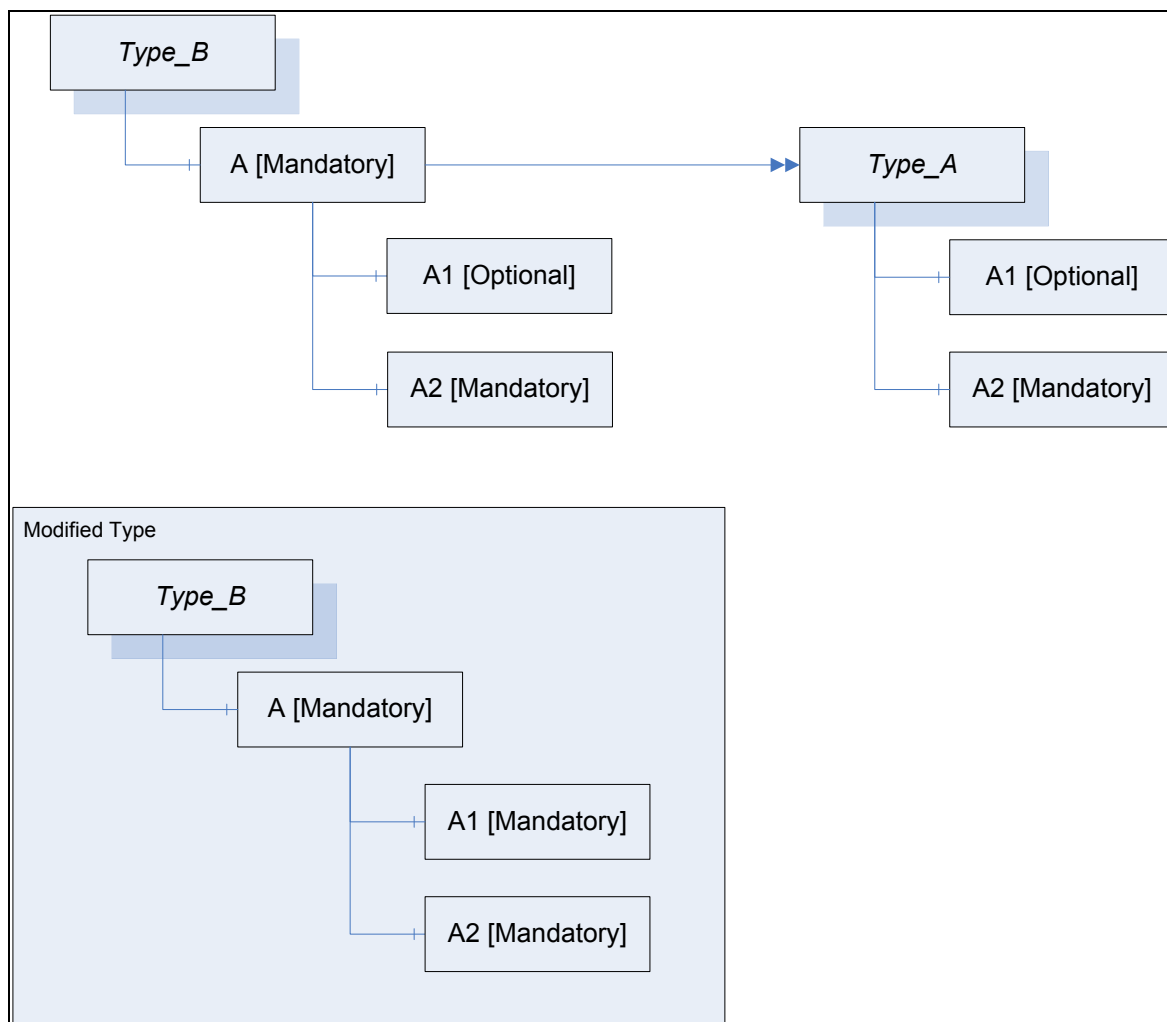 Type_B
A [Mandatory]
Type_A
A1 [Optional]
A1 [Optional]
A2 [Mandatory]
A2 [Mandatory]
Modified Type
Type_B
A [Mandatory]
A1 [Mandatory]
A2 [Mandatory]